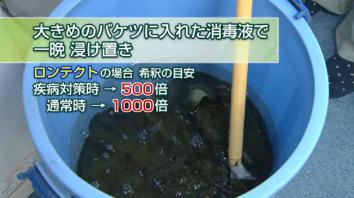 大きめのバケツに入れた消毒液で
一晩 浸け置き
ロンテクトの場合 希釈の目安
疾病対策時 → 500倍
通常時 → 1000倍